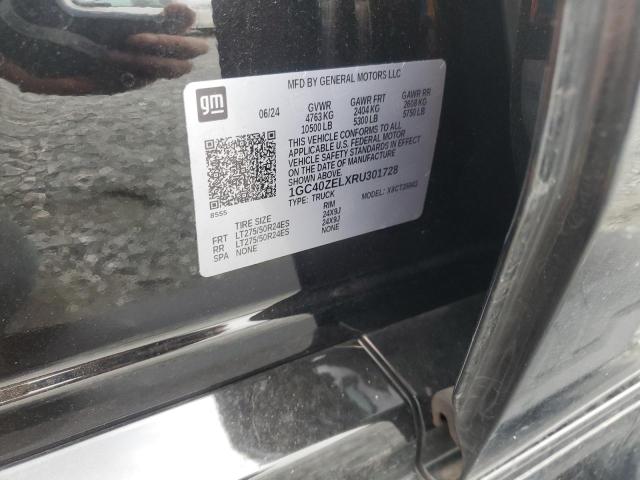 MFD BY GENERAL MOTORS LLC
gm
06/24 GVWR GAWR FRT GAWR RR
4763 KG 2404 KG 2608 KG
10500 LB 5300 LB 5750 LB
THIS VEHICLE CONFORMS TO ALL
APPLICABLE U.S. FEDERAL MOTOR
VEHICLE SAFETY STANDARDS IN EFFECT
ON THE DATE OF MANUFACTURE
SHOWN ABOVE.
1GC40ZELXRU301728
TYPE: TRUCK MODEL:
8555
TIRE SIZE RIM
FRT LT275/50R24ES 24X9J
RR LT275/50R24ES 24X9J
SPA NONE NONE